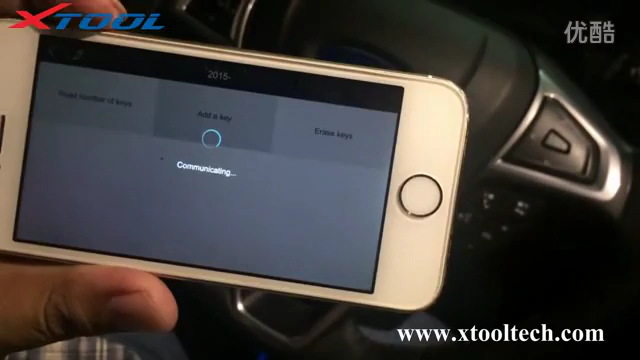 XTOOL
优酷
2015-
Read number of keys
Add a key
Erase keys
Communicating...
www.xtooltech.com